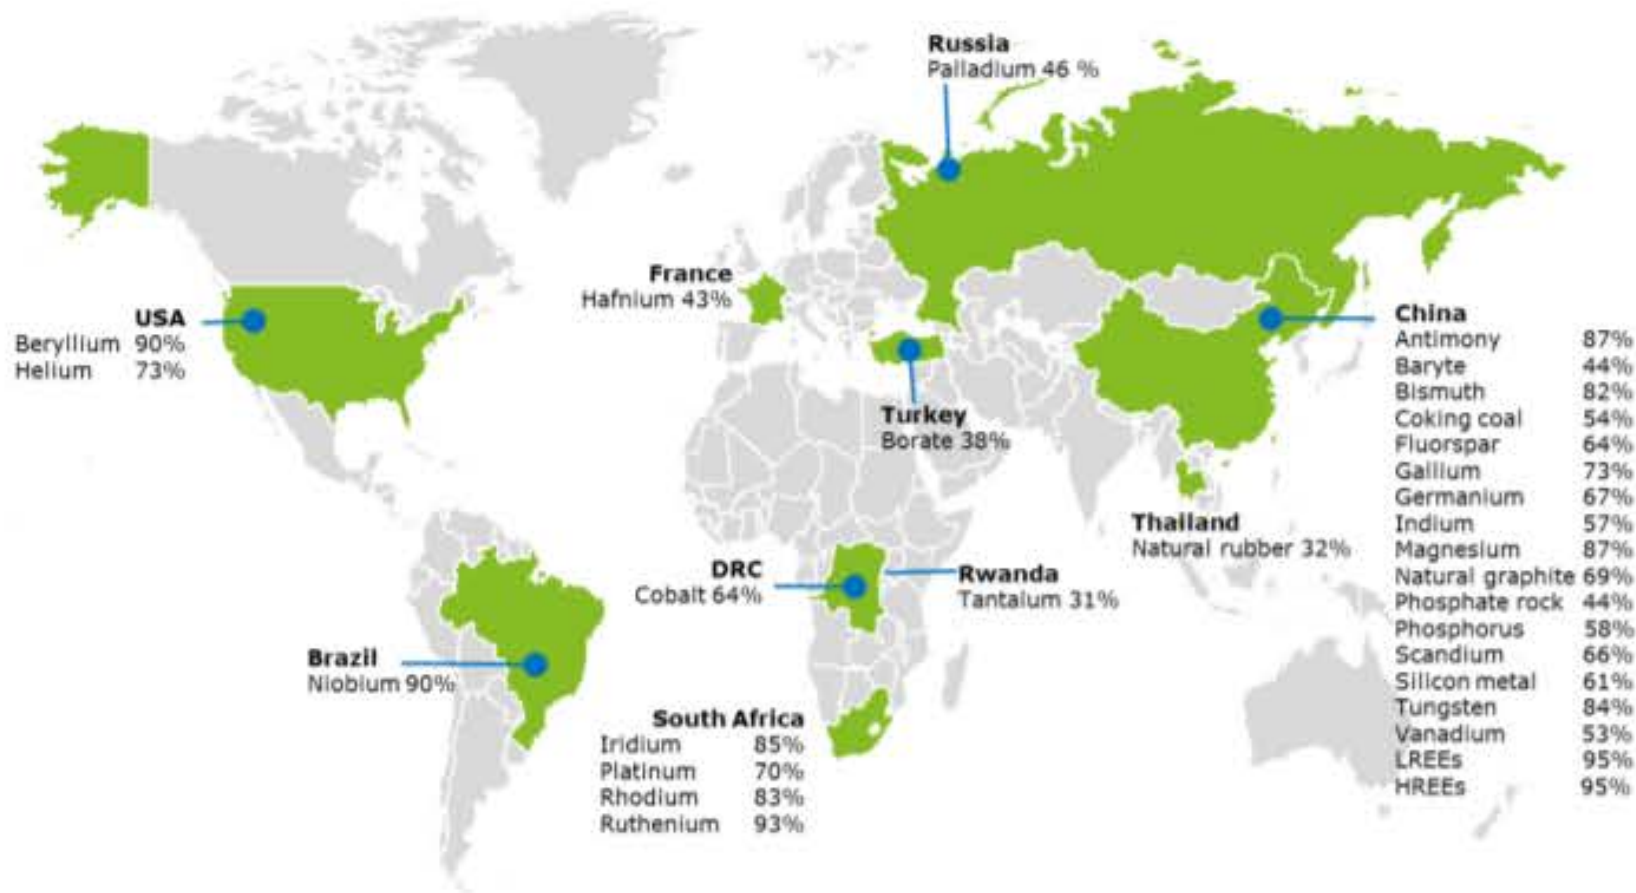 Russia
Palladium 46 %
France
Hafnium 43%
USA
Beryllium 90%
Helium 73%
Turkey
Borate 38%
China
Antimony 87%
Baryte 44%
Bismuth 82%
Coking coal 54%
Fluorspar 64%
Gallium 73%
Germanium 67%
Indium 57%
Magnesium 87%
Natural graphite 69%
Phosphate rock 44%
Phosphorus 58%
Scandium 66%
Silicon metal 61%
Tungsten 84%
Vanadium 53%
LREEs 95%
HREEs 95%
Thailand
Natural rubber 32%
DRC
Cobalt 64%
Rwanda
Tantalum 31%
Brazil
Niobium 90%
South Africa
Iridium 85%
Platinum 70%
Rhodium 83%
Ruthenium 93%